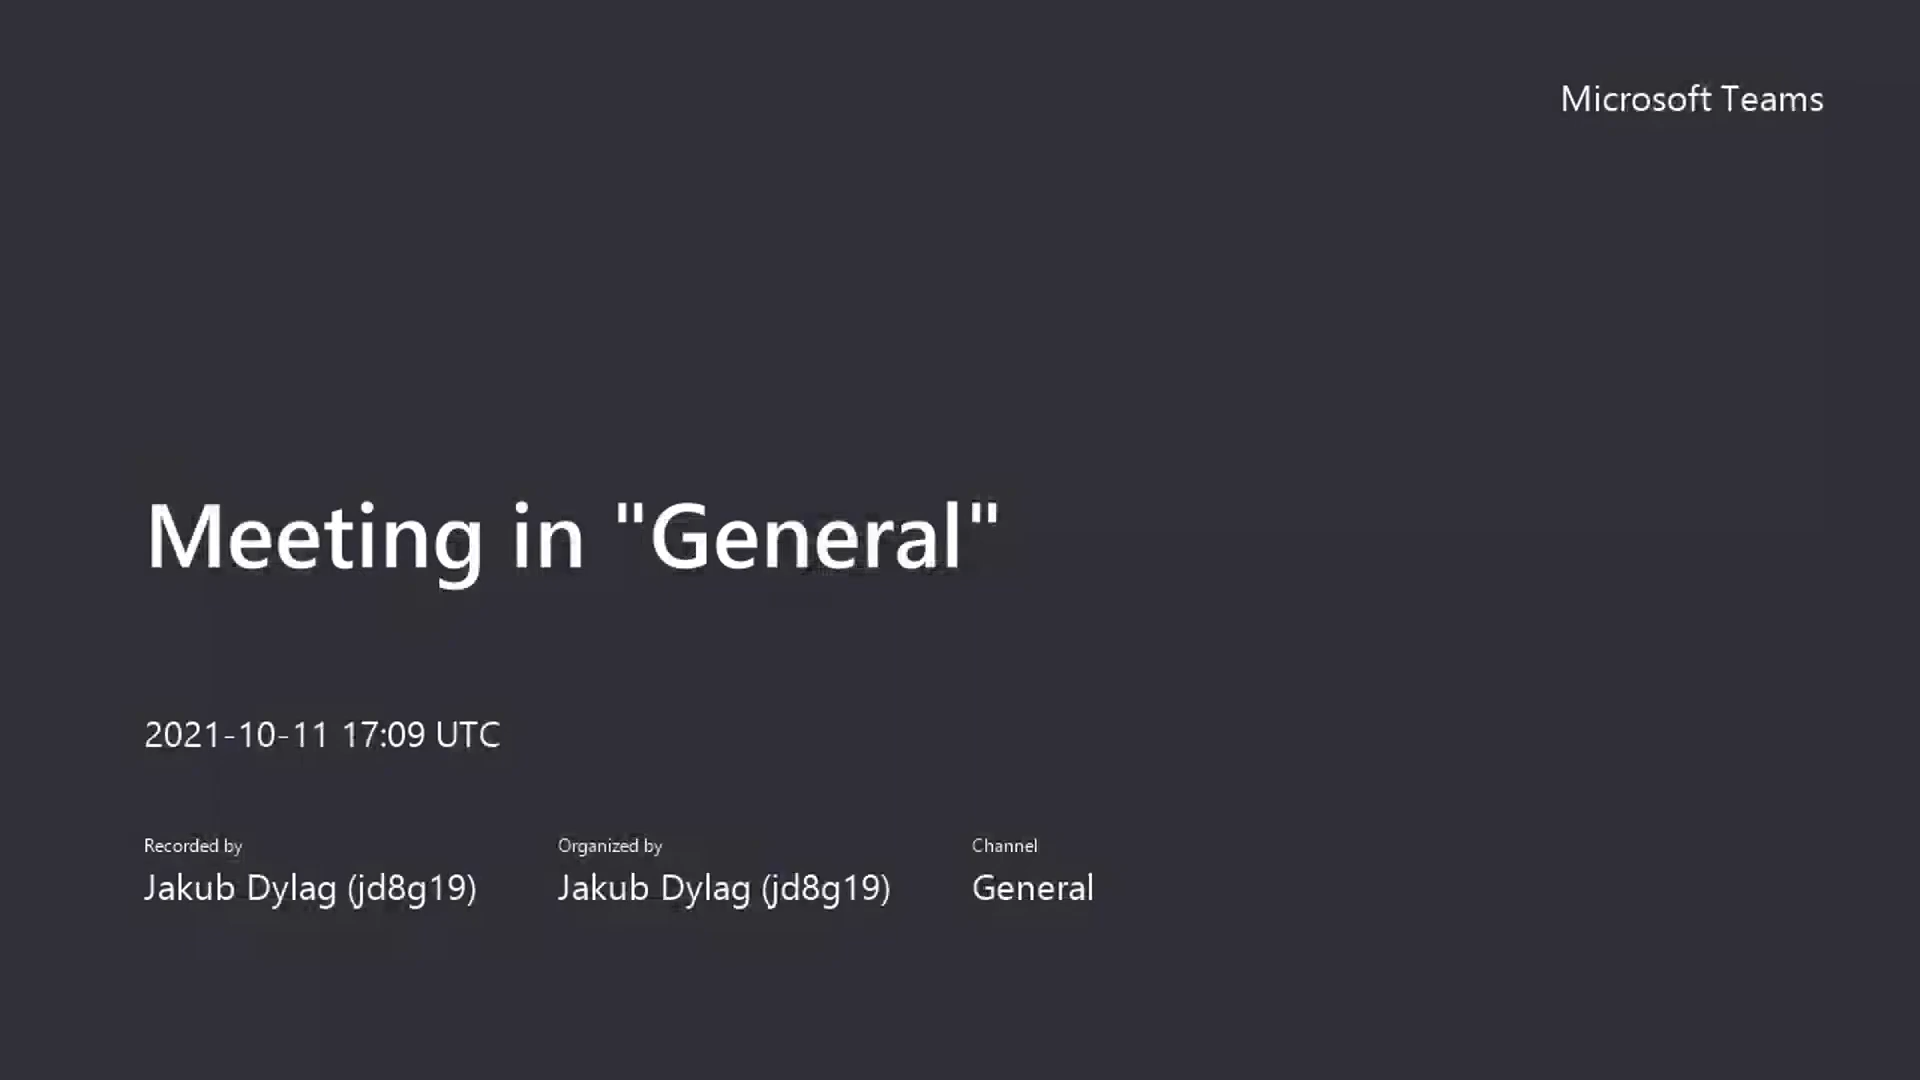 Microsoft Teams
Meeting in "General"
2021-10-11 17:09 UTC
Recorded by
Jakub Dylag (jd8g19)
Organized by
Jakub Dylag (jd8g19)
Channel
General